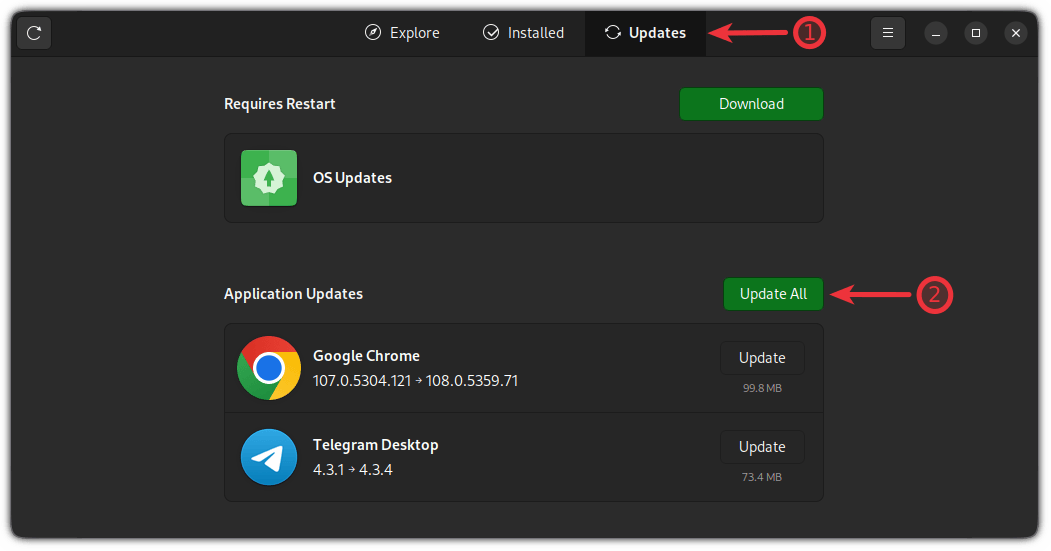 Explore Installed Updates 1
Requires Restart Download
OS Updates
Application Updates Update All 2
Google Chrome Update
107.0.5304.121 → 108.0.5359.71 99.8 MB
Telegram Desktop Update
4.3.1 → 4.3.4 73.4 MB